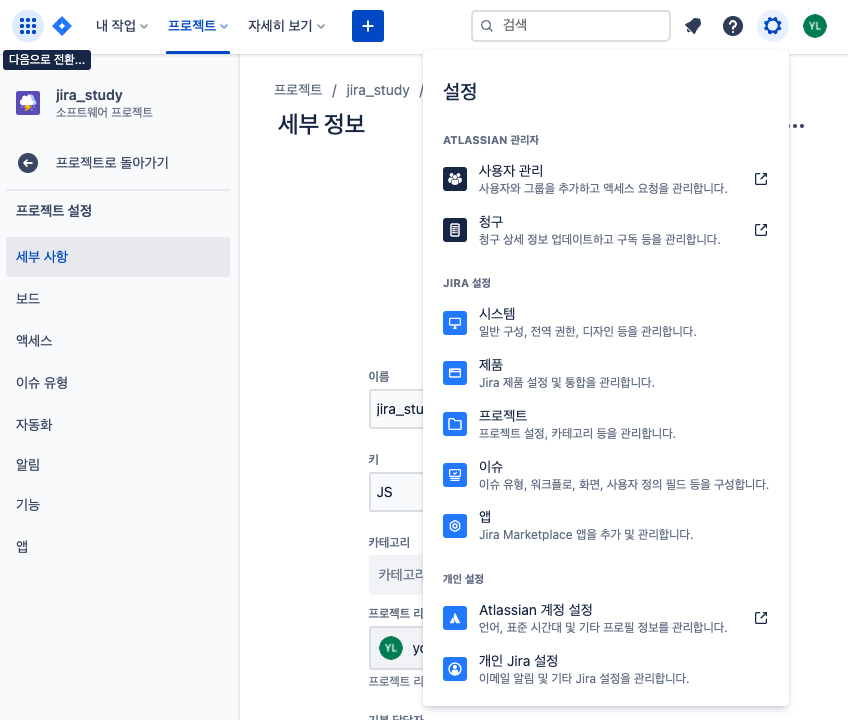 내 작업
프로젝트
자세히 보기
검색
YL
다음으로 전환...
jira_study
소프트웨어 프로젝트
프로젝트로 돌아가기
프로젝트 설정
세부 사항
보드
액세스
이슈 유형
자동화
알림
기능
앱
프로젝트 / jira_study /
세부 정보
이름
jira_stu
키
JS
카테고리
카테고리
프로젝트 리
YL
프로젝트 리
설정
ATLASSIAN 관리자
사용자 관리
사용자와 그룹을 추가하고 액세스 요청을 관리합니다.
청구
청구 상세 정보 업데이트하고 구독 등을 관리합니다.
JIRA 설정
시스템
일반 구성, 전역 권한, 디자인 등을 관리합니다.
제품
Jira 제품 설정 및 통합을 관리합니다.
프로젝트
프로젝트 설정, 카테고리 등을 관리합니다.
이슈
이슈 유형, 워크플로, 화면, 사용자 정의 필드 등을 구성합니다.
앱
Jira Marketplace 앱을 추가 및 관리합니다.
개인 설정
Atlassian 계정 설정
언어, 표준 시간대 및 기타 프로필 정보를 관리합니다.
개인 Jira 설정
이메일 알림 및 기타 Jira 설정을 관리합니다.